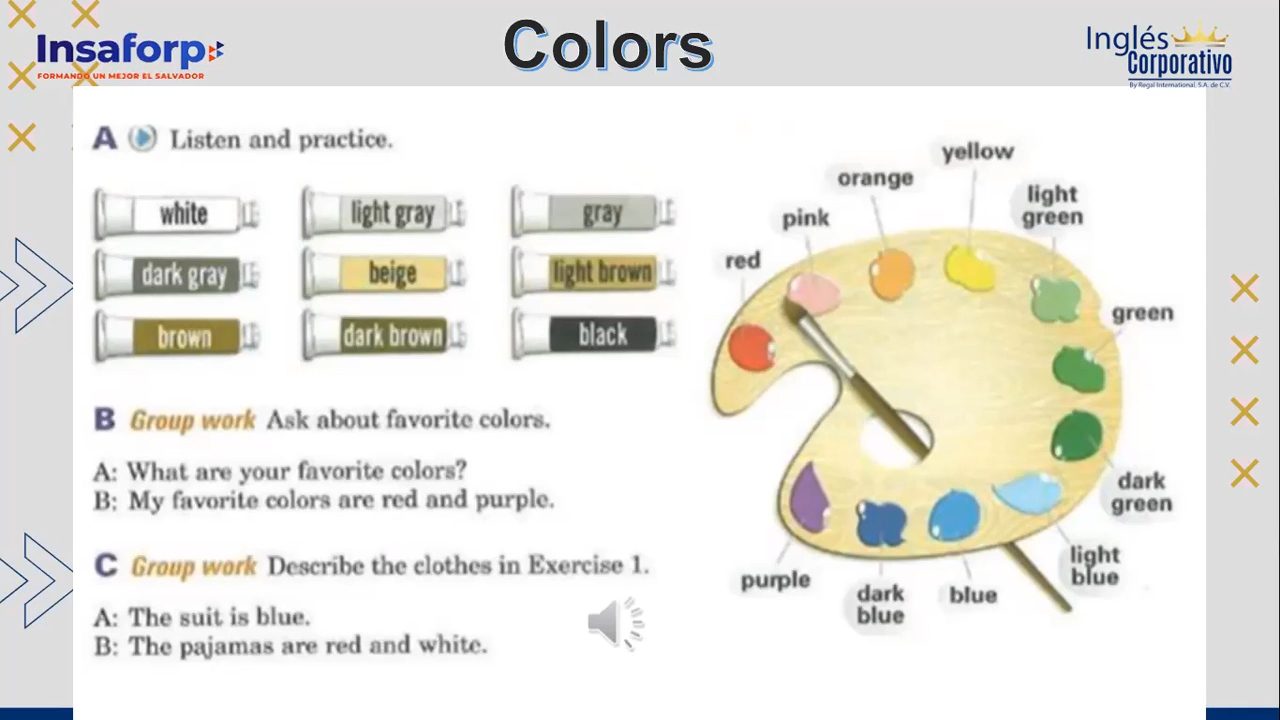 Insaforp
FORMANDO UN MEJOR EL SALVADOR
Colors
Inglés
Corporativo
By Regal International, S.A. de C.V.
A Listen and practice.
white
light gray
gray
dark gray
beige
light brown
brown
dark brown
black
B Group work Ask about favorite colors.
A: What are your favorite colors?
B: My favorite colors are red and purple.
C Group work Describe the clothes in Exercise 1.
A: The suit is blue.
B: The pajamas are red and white.
red
pink
orange
yellow
light
green
green
dark
green
light
blue
blue
dark
blue
purple